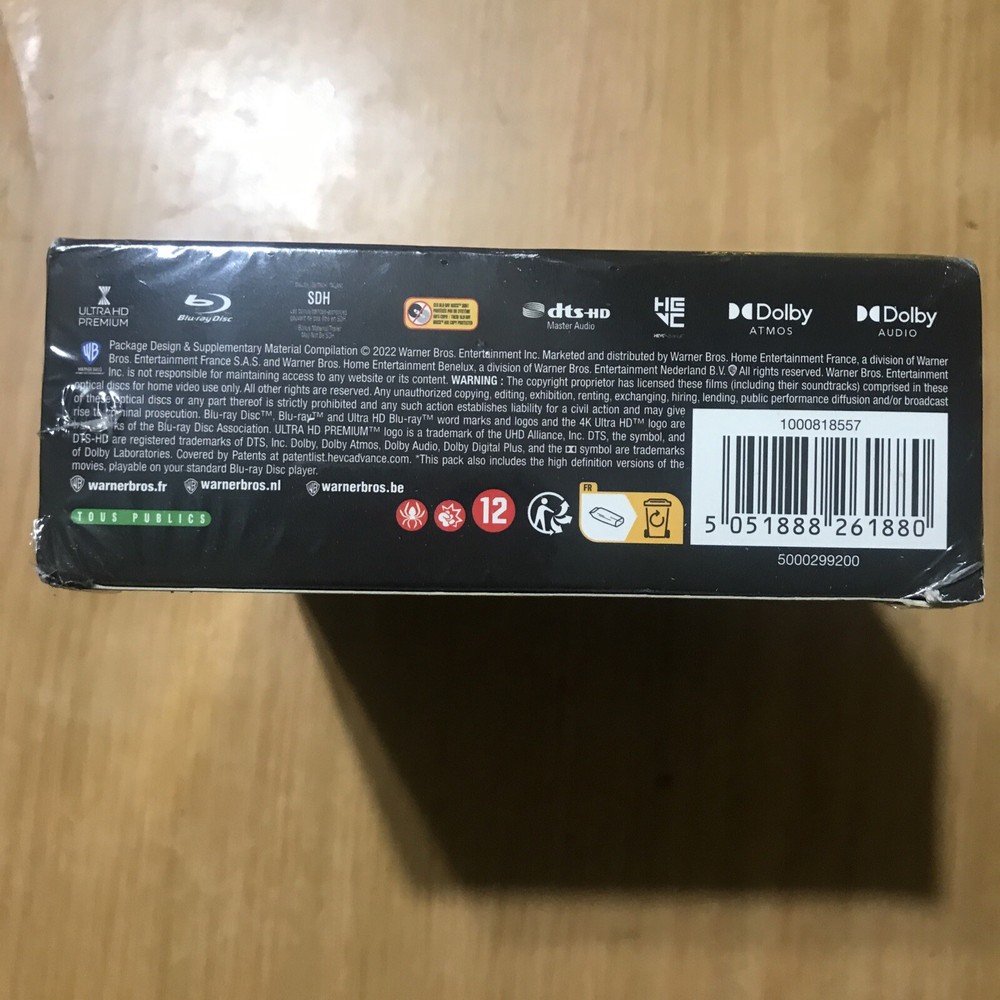 ULTRA HD
PREMIUM
Blu-ray Disc
SDH
dts-HD
Master Audio
HEVC
Dolby
ATMOS
Dolby
AUDIO
Package Design & Supplementary Material Compilation © 2022 Warner Bros. Entertainment Inc. Marketed and distributed by Warner Bros. Home Entertainment France, a division of Warner
Bros. Entertainment France S.A.S. and Warner Bros. Home Entertainment Benelux, a division of Warner Bros. Entertainment Nederland B.V. All rights reserved. Warner Bros. Entertainment
Inc. is not responsible for maintaining access to any website or its content. WARNING : The copyright proprietor has licensed these films (including their soundtracks) comprised in these
optical discs for home video use only. All other rights are reserved. Any unauthorized copying, editing, exhibition, renting, exchanging, hiring, lending, public performance diffusion and/or broadcast
of the optical discs or any part thereof is strictly prohibited and any such action establishes liability for a civil action and may give
rise to criminal prosecution. Blu-ray Disc™, Blu-ray™ and Ultra HD Blu-ray™ word marks and logos and the 4K Ultra HD™ logo are
ks of the Blu-ray Disc Association. ULTRA HD PREMIUM™ logo is a trademark of the UHD Alliance, Inc. DTS, the symbol, and
DTS-HD are registered trademarks of DTS, Inc. Dolby, Dolby Atmos, Dolby Audio, Dolby Digital Plus, and the symbol are trademarks
of Dolby Laboratories. Covered by Patents at patentlist.hevcadvance.com. *This pack also includes the high definition versions of the
movies, playable on your standard Blu-ray Disc player.
warnerbros.fr warnerbros.nl warnerbros.be
TOUS PUBLICS
12
FR
1000818557
5 051888 261880
5000299200